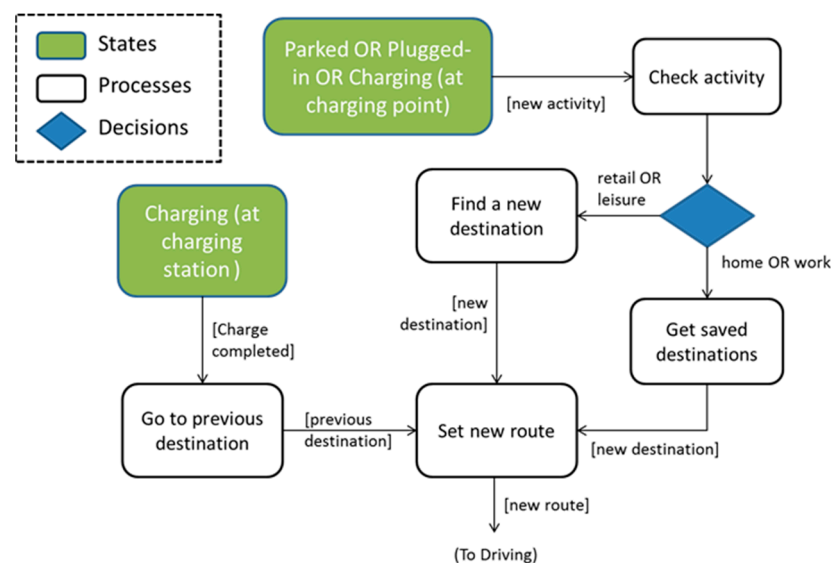 States
Processes
Decisions
Parked OR Plugged-
in OR Charging (at
charging point)
[new activity]
Check activity
retail OR
leisure
home OR work
Find a new
destination
Charging (at
charging
station )
[new
destination]
Get saved
destinations
[Charge
completed]
Go to previous
destination
[previous
destination]
Set new route
[new destination]
[new route]
(To Driving)